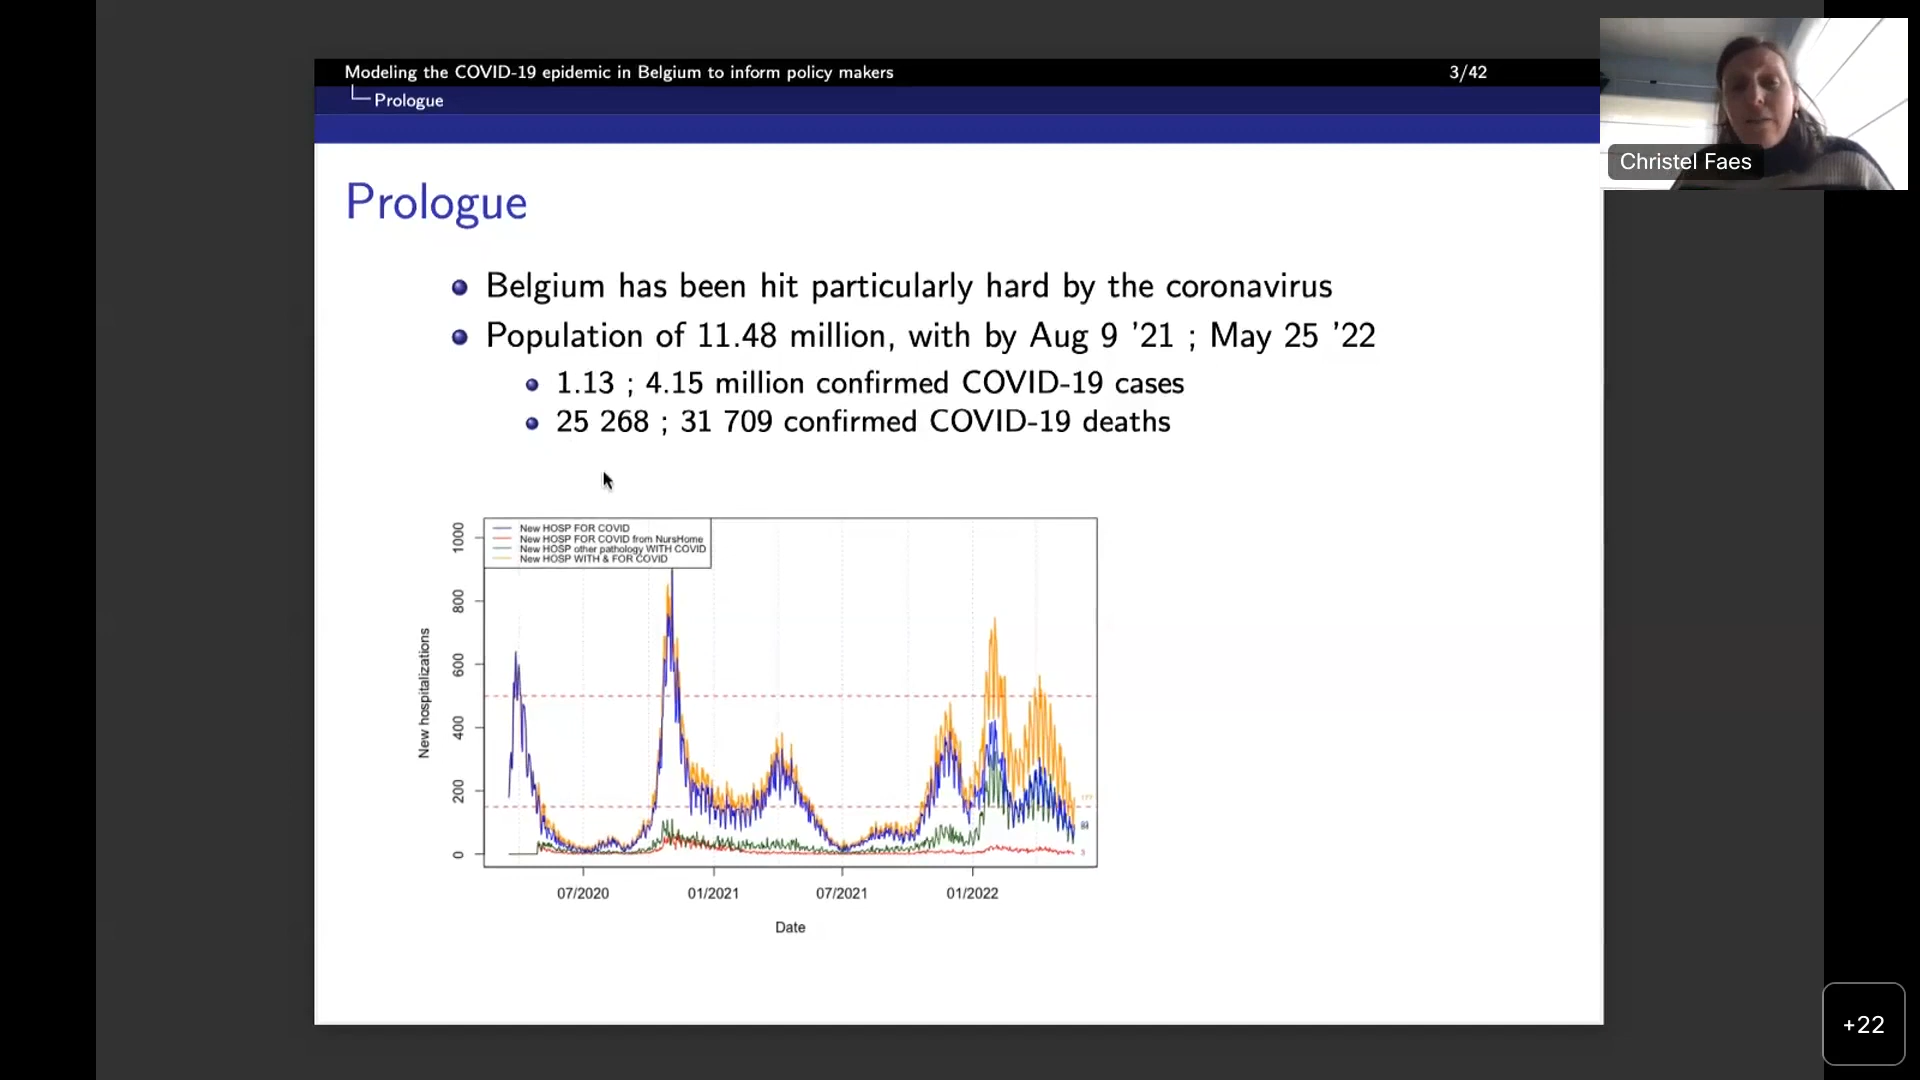 Modeling the COVID-19 epidemic in Belgium to inform policy makers
3/42
Prologue
Christel Faes
Prologue
Belgium has been hit particularly hard by the coronavirus
Population of 11.48 million, with by Aug 9 '21 ; May 25 '22
1.13 ; 4.15 million confirmed COVID-19 cases
25 268 ; 31 709 confirmed COVID-19 deaths
New HOSP FOR COVID
New HOSP FOR COVID from NursHome
New HOSP other pathology WITH COVID
New HOSP WITH & FOR COVID
New hospitalizations
1000
800
600
400
200
0
177
3
07/2020
01/2021
07/2021
01/2022
Date
+22